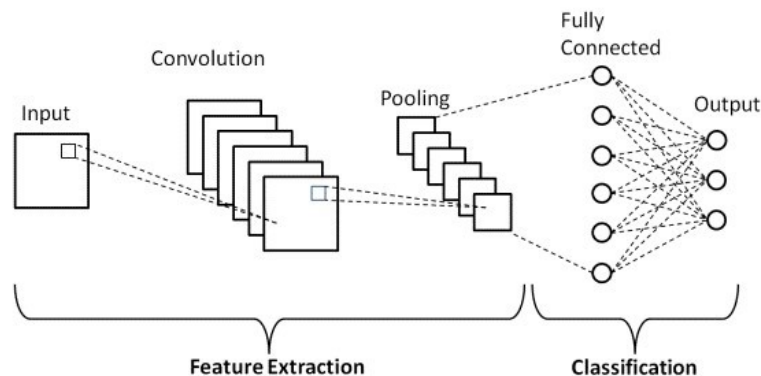 Input
Convolution
Pooling
Fully
Connected
Output
Feature Extraction
Classification